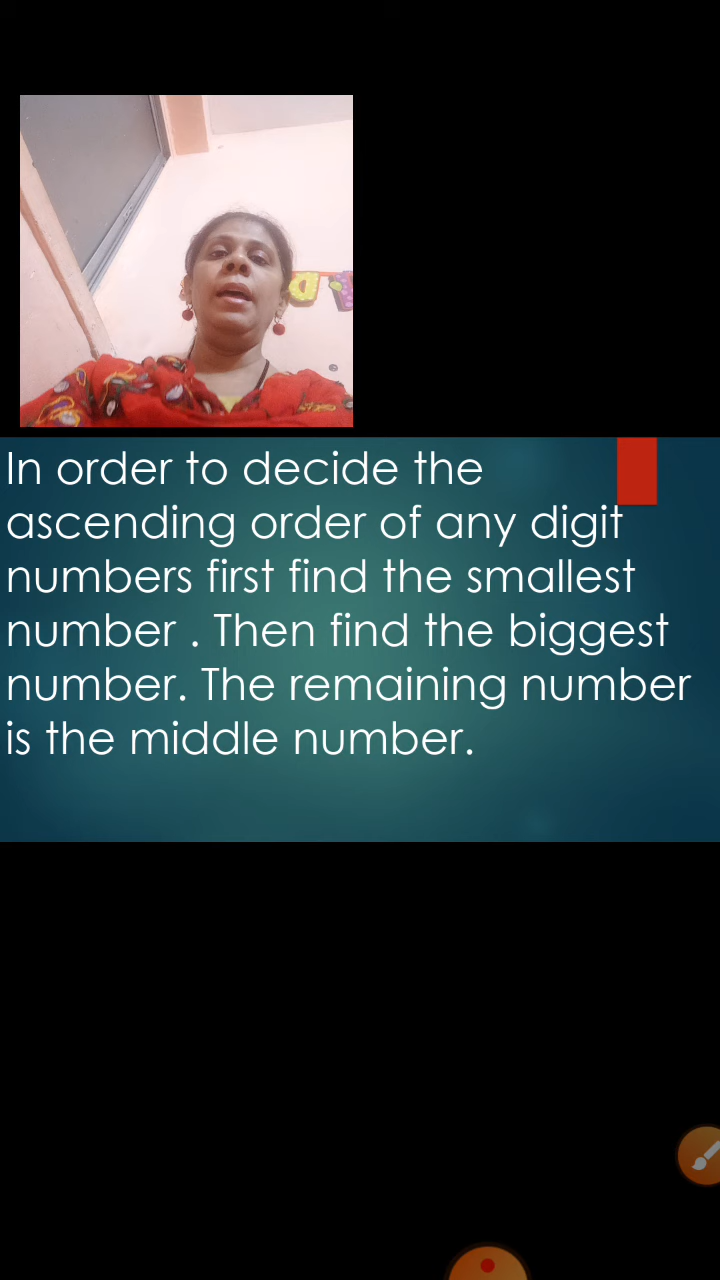 In order to decide the
ascending order of any digit
numbers first find the smallest
number . Then find the biggest
number. The remaining number
is the middle number.